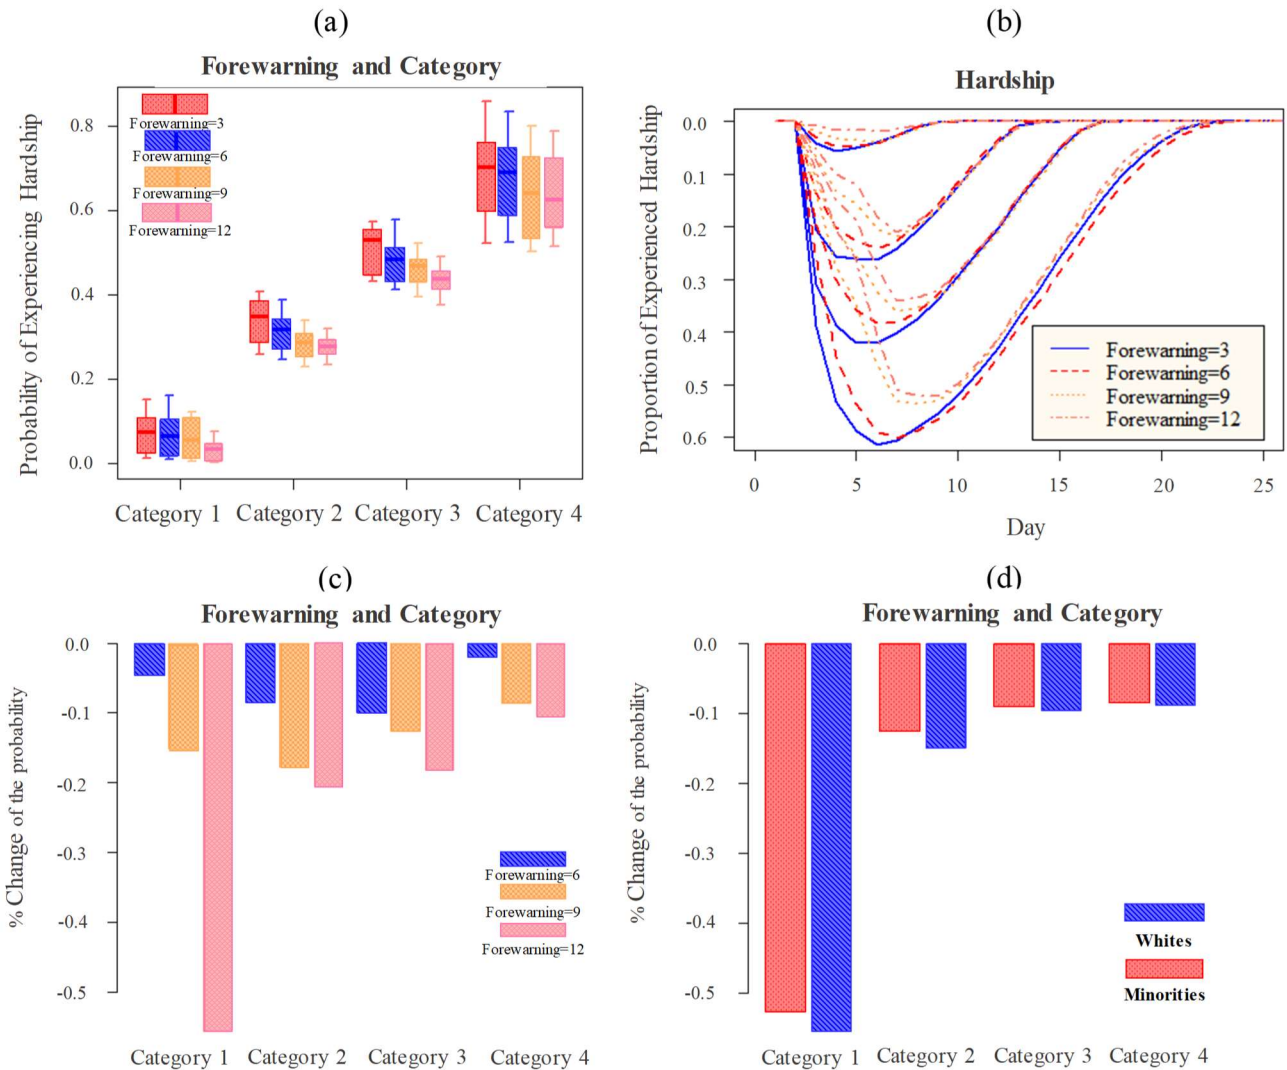 (a)
Forewarning and Category
Probability of Experiencing Hardship
0.8
0.6
0.4
0.2
0.0
Forewarning=3
Forewarning=6
Forewarning=9
Forewarning=12
Category 1
Category 2
Category 3
Category 4
(b)
Hardship
Proportion of Experienced Hardship
0.0
0.1
0.2
0.3
0.4
0.5
0.6
Forewarning=3
Forewarning=6
Forewarning=9
Forewarning=12
0
5
10
15
20
25
Day
(c)
Forewarning and Category
% Change of the probability
0.0
-0.1
-0.2
-0.3
-0.4
-0.5
Forewarning=6
Forewarning=9
Forewarning=12
Category 1
Category 2
Category 3
Category 4
(d)
Forewarning and Category
% Change of the probability
0.0
-0.1
-0.2
-0.3
-0.4
-0.5
Whites
Minorities
Category 1
Category 2
Category 3
Category 4